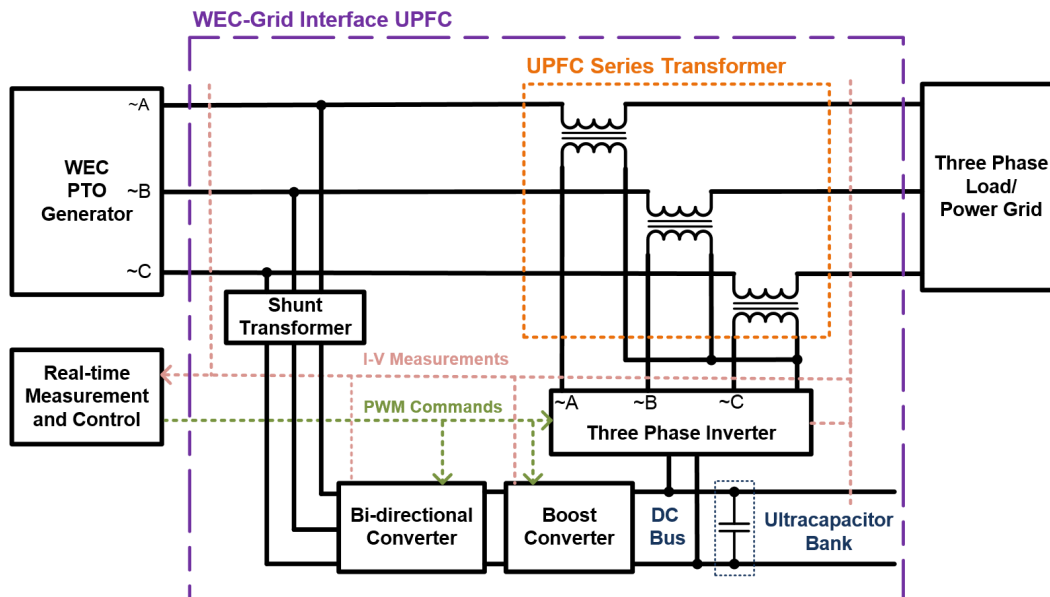 WEC-Grid Interface UPFC
UPFC Series Transformer
~A
WEC
PTO
Generator
~B
~C
Three Phase
Load/
Power Grid
Shunt
Transformer
I-V Measurements
Real-time
Measurement
and Control
PWM Commands
~A
~B
~C
Three Phase Inverter
Bi-directional
Converter
Boost
Converter
DC
Bus
Ultracapacitor
Bank